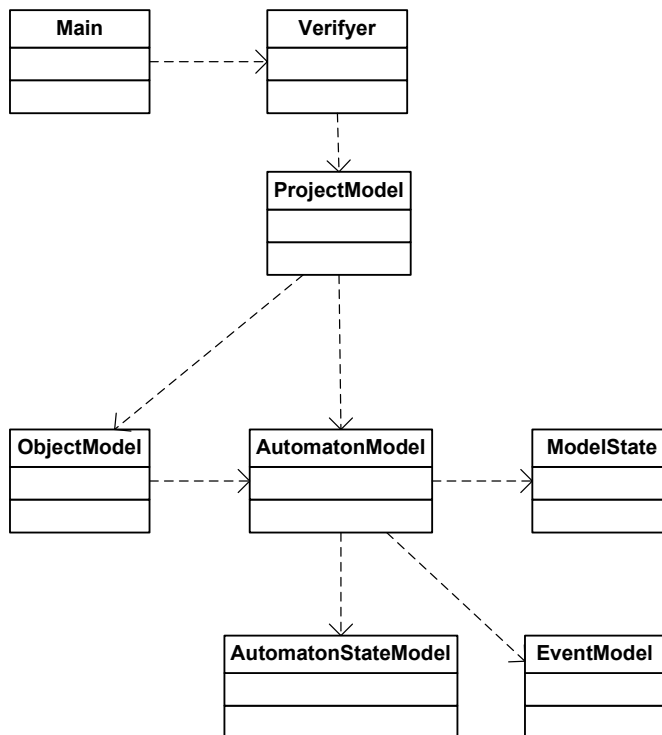 Main
Verifyer
ProjectModel
ObjectModel
AutomatonModel
ModelState
AutomatonStateModel
EventModel